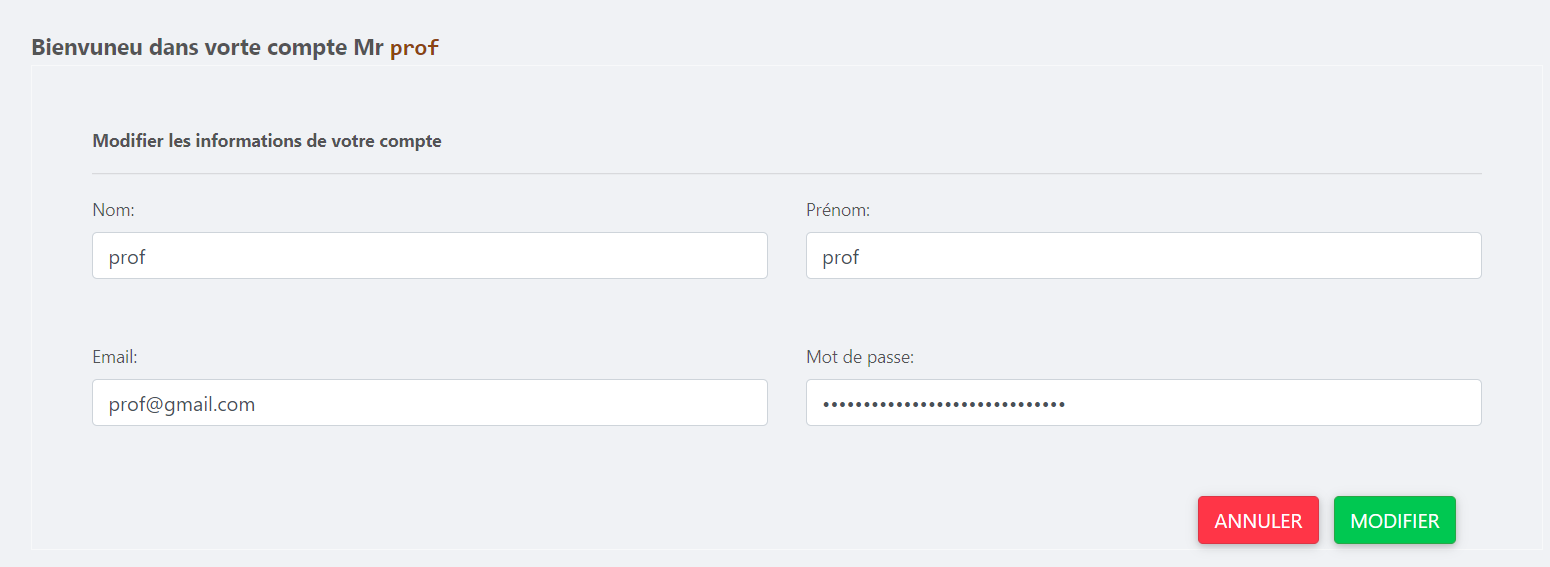 Bienvuneu dans vorte compte Mr prof
Modifier les informations de votre compte
Nom: Prénom:
prof prof
Email: Mot de passe:
prof@gmail.com ••••••••••••••••••••••••••••••
ANNULER MODIFIER